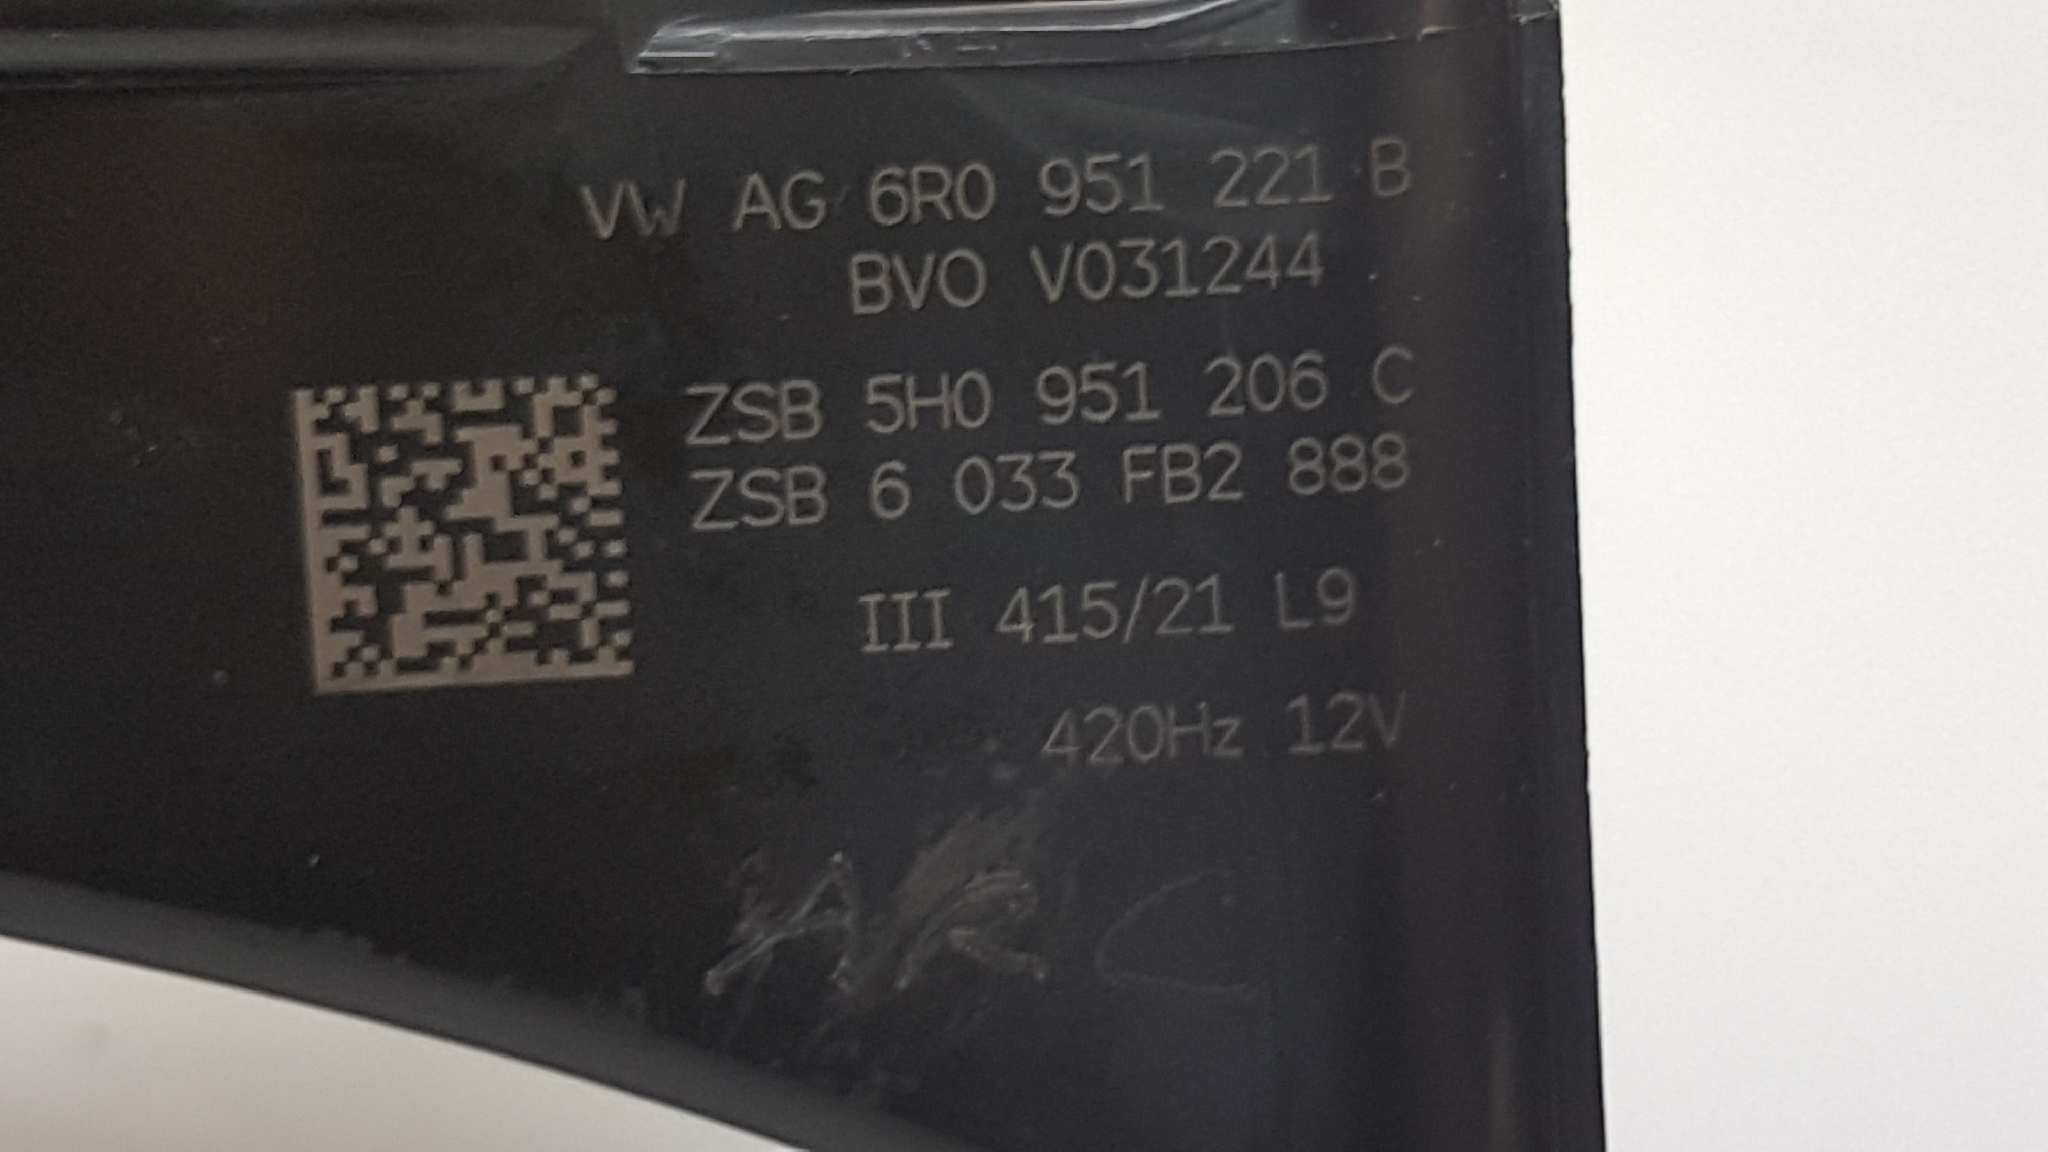 VW AG 6R0 951 221 B
BVO V031244
ZSB 5H0 951 206 C
ZSB 6 033 FB2 888
III 415/21 L9
420Hz 12V
ARC